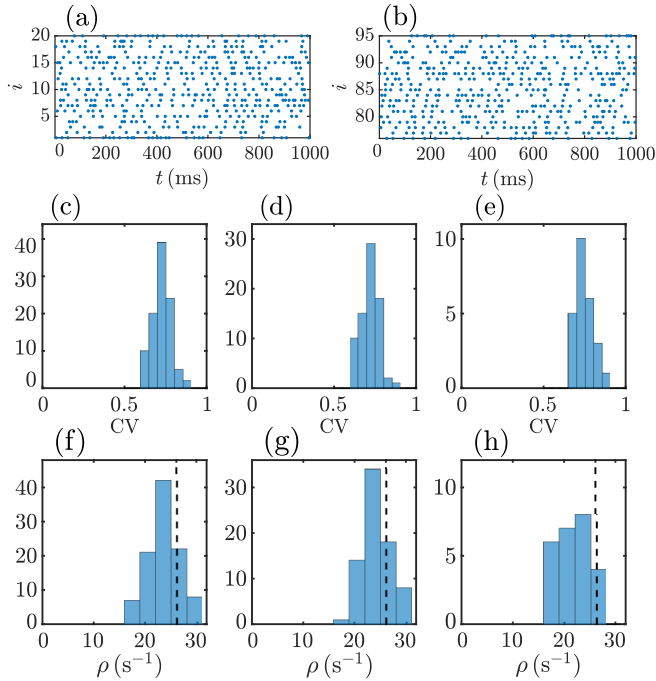 (a) (b)
20 95
15 90
10 85
5 80
i i
0 200 400 600 800 1000 0 200 400 600 800 1000
t (ms) t (ms)
(c) (d) (e)
40 30 10
30 20
20 5
10 10
0 0 0
0 0.5 1 0 0.5 1 0 0.5 1
CV CV CV
(f) (g) (h)
40 30 10
30 20
20 5
10 10
0 0 0
0 10 20 30 0 10 20 30 0 10 20 30
ρ (s⁻¹) ρ (s⁻¹) ρ (s⁻¹)